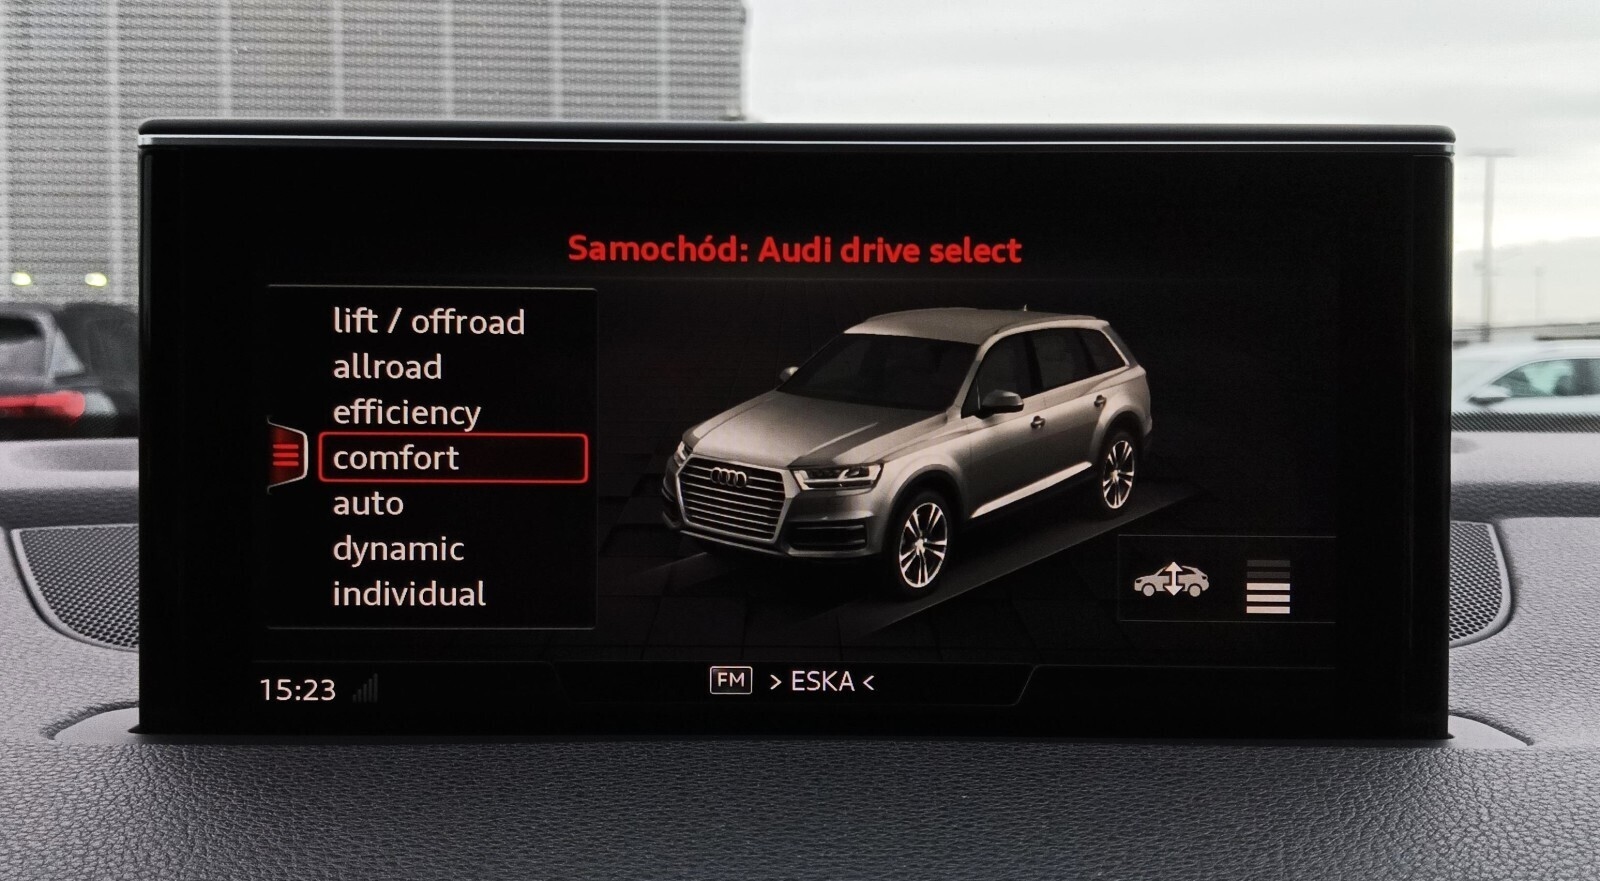 Samochód: Audi drive select
lift / offroad
allroad
efficiency
comfort
auto
dynamic
individual
15:23
FM > ESKA <